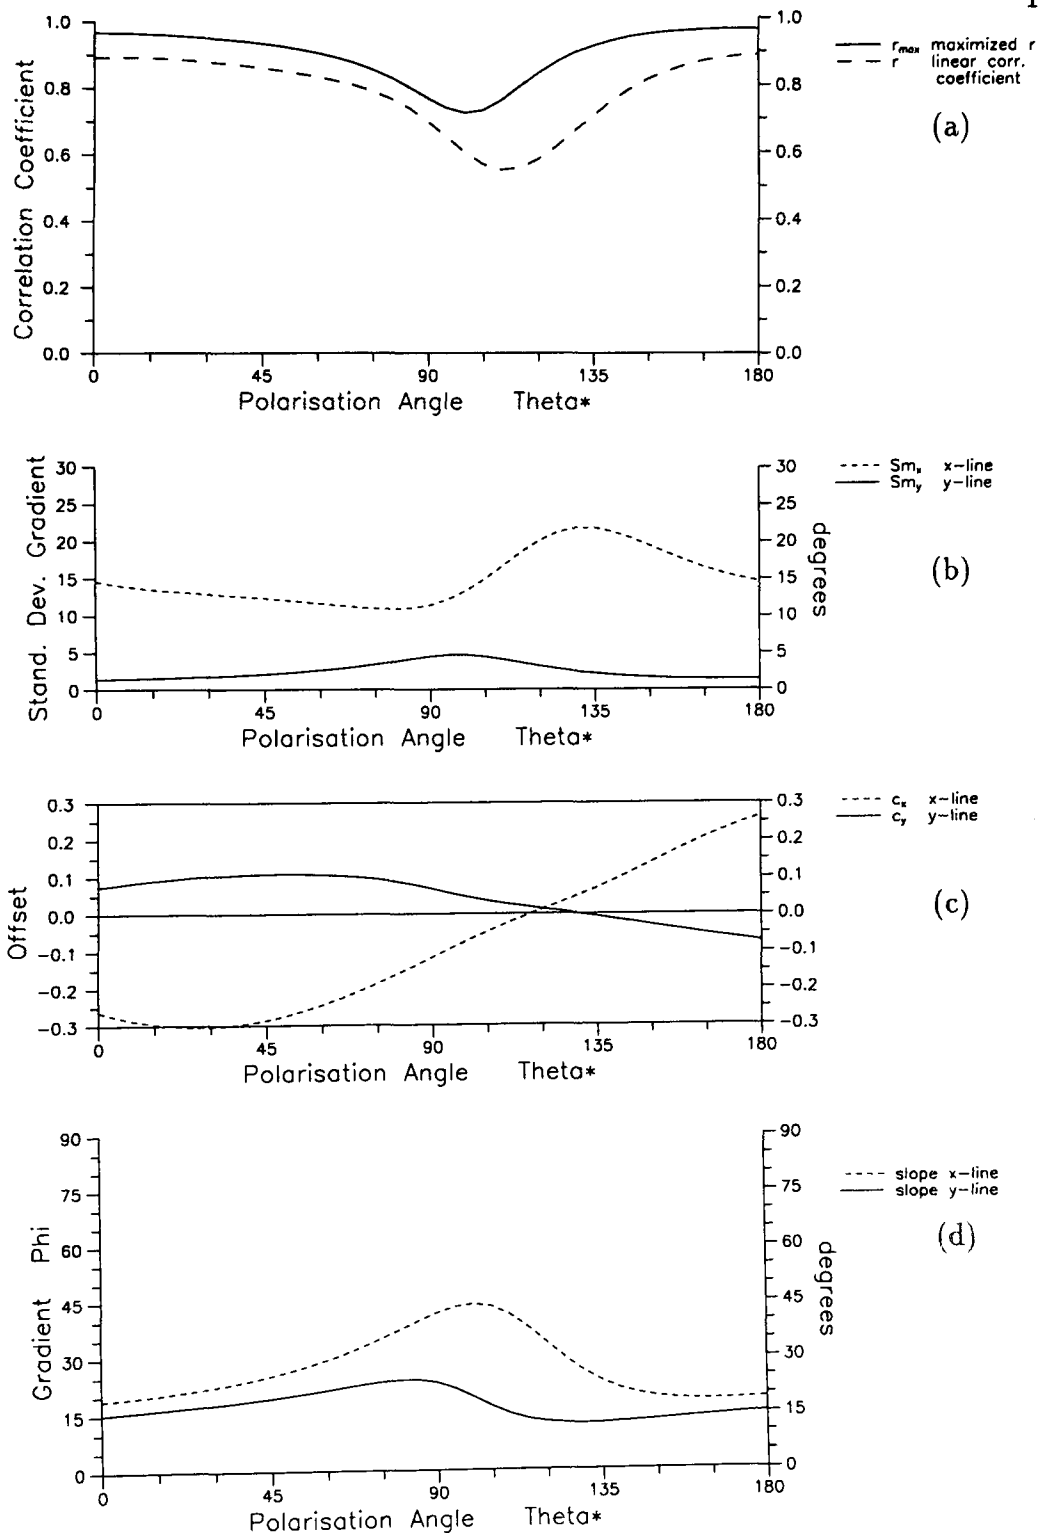 1.0
0.8
0.6
0.4
0.2
0.0
Correlation Coefficient
1.0
0.8
0.6
0.4
0.2
0.0
0 45 90 135 180
Polarisation Angle Theta*
r_max maximized r
r linear corr. coefficient
(a)
30
25
20
15
10
5
0
Stand. Dev. Gradient
30
25
20
15
10
5
0
degrees
0 45 90 135 180
Polarisation Angle Theta*
Sm_x x-line
Sm_y y-line
(b)
0.3
0.2
0.1
0.0
-0.1
-0.2
-0.3
Offset
0.3
0.2
0.1
0.0
-0.1
-0.2
-0.3
0 45 90 135 180
Polarisation Angle Theta*
c_x x-line
c_y y-line
(c)
90
75
60
45
30
15
0
Gradient Phi
90
75
60
45
30
15
0
degrees
0 45 90 135 180
Polarisation Angle Theta*
slope x-line
slope y-line
(d)